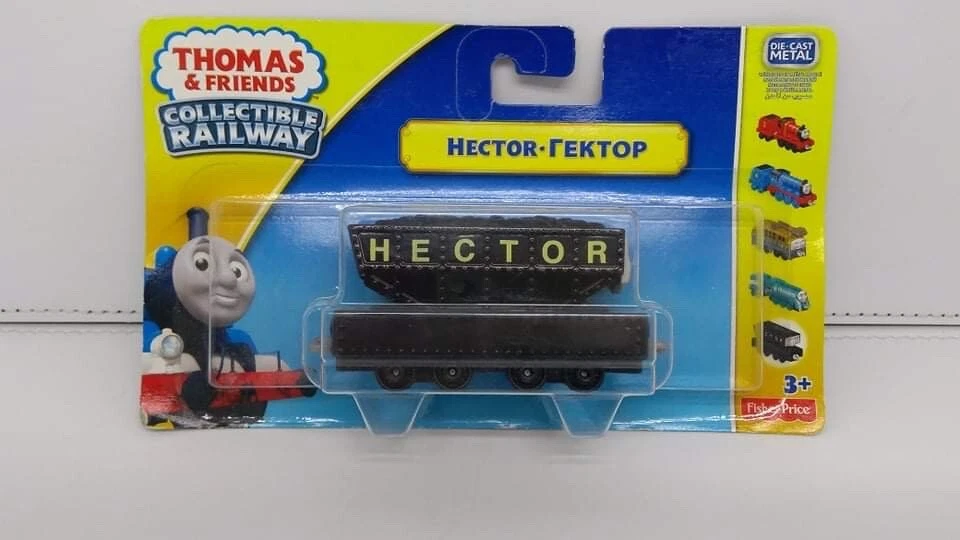 THOMAS
& FRIENDS
COLLECTIBLE
RAILWAY
HECTOR·ГЕКТОР
DIE-CAST
METAL
HECTOR
3+
Fisher-Price